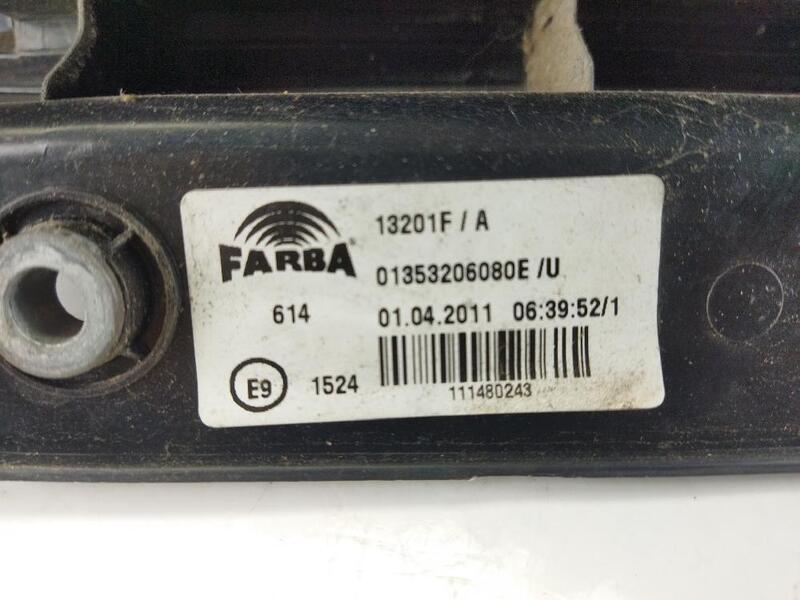 FARBA
13201F / A
01353206080E /U
614
01.04.2011 06:39:52/1
E9 1524
111480243